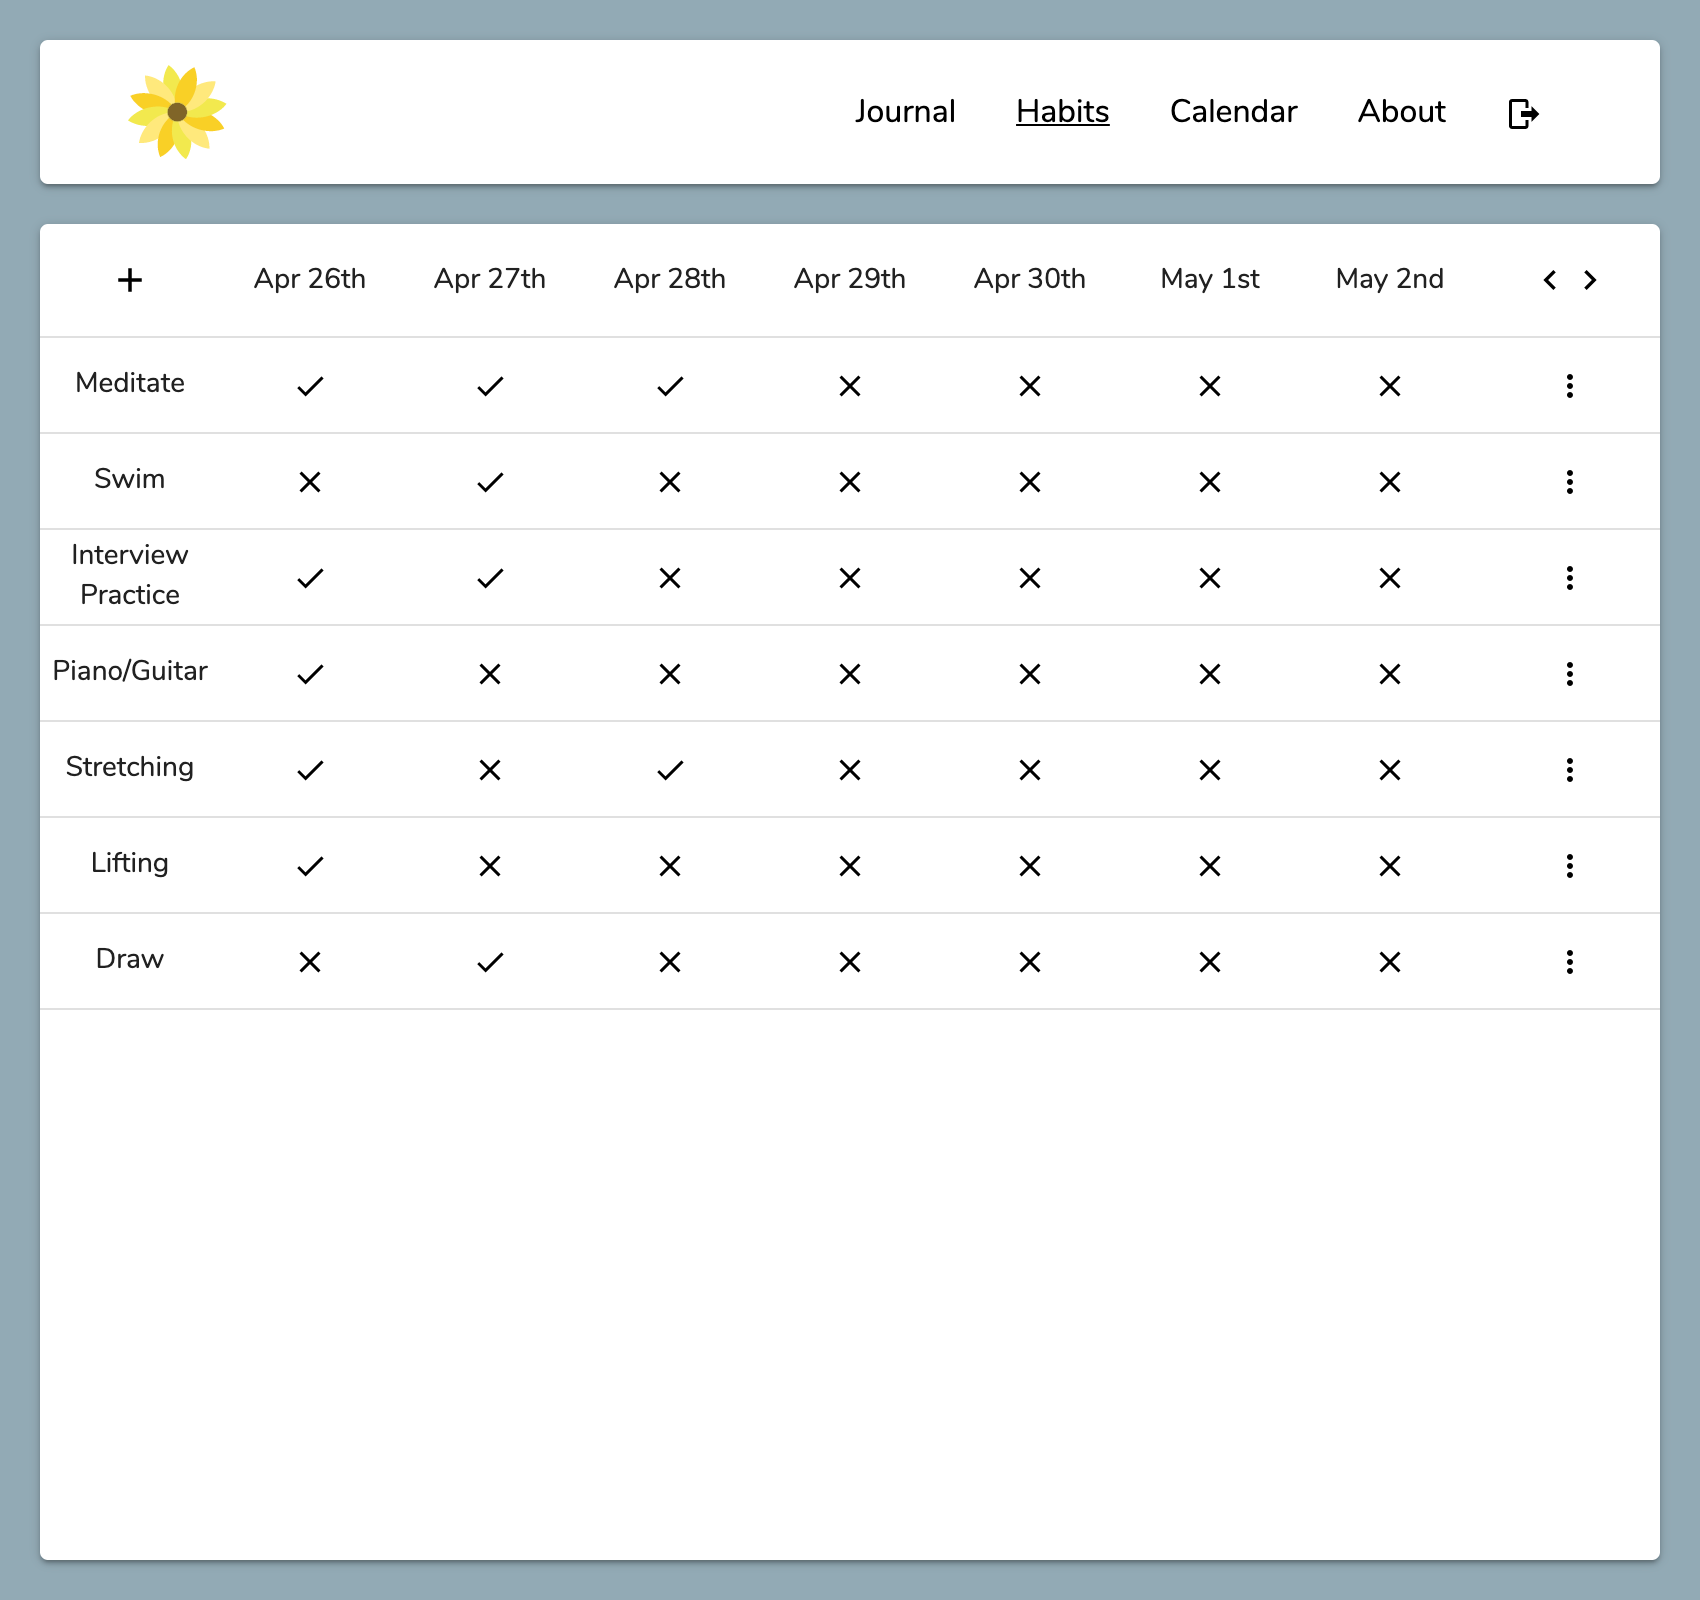 Journal Habits Calendar About
Apr 26th Apr 27th Apr 28th Apr 29th Apr 30th May 1st May 2nd
Meditate
Swim
Interview
Practice
Piano/Guitar
Stretching
Lifting
Draw